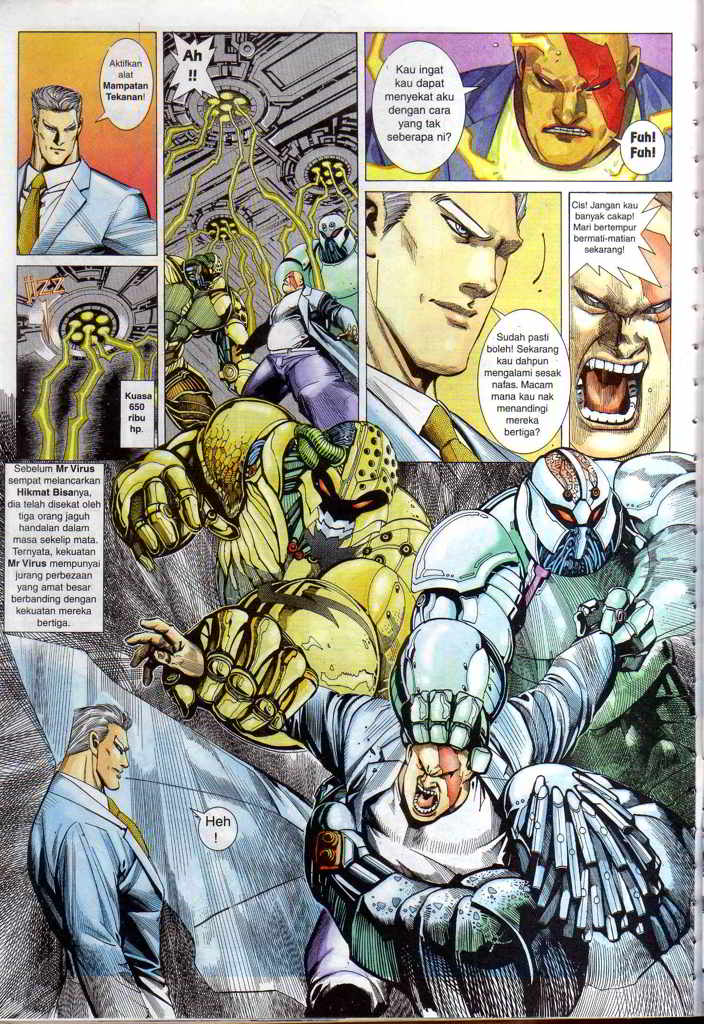 Aktifkan
alat
Mampatan
Tekanan!
Ah
!!
Kau ingat
kau dapat
menyekat aku
dengan cara
yang tak
seberapa ni?
Fuh!
Fuh!
JZZZ
Kuasa
650
ribu
hp.
Sudah pasti
boleh! Sekarang
kau dahpun
mengalami sesak
nafas. Macam
mana kau nak
menandingi
mereka
bertiga?
Cis! Jangan kau
banyak cakap!
Mari bertempur
bermati-matian
sekarang!
Sebelum Mr Virus
sempat melancarkan
Hikmat Bisanya,
dia telah disekat oleh
tiga orang jaguh
handalan dalam
masa sekelip mata.
Ternyata, kekuatan
Mr Virus mempunyai
jurang perbezaan
yang amat besar
berbanding dengan
kekuatan mereka
bertiga.
Heh
!